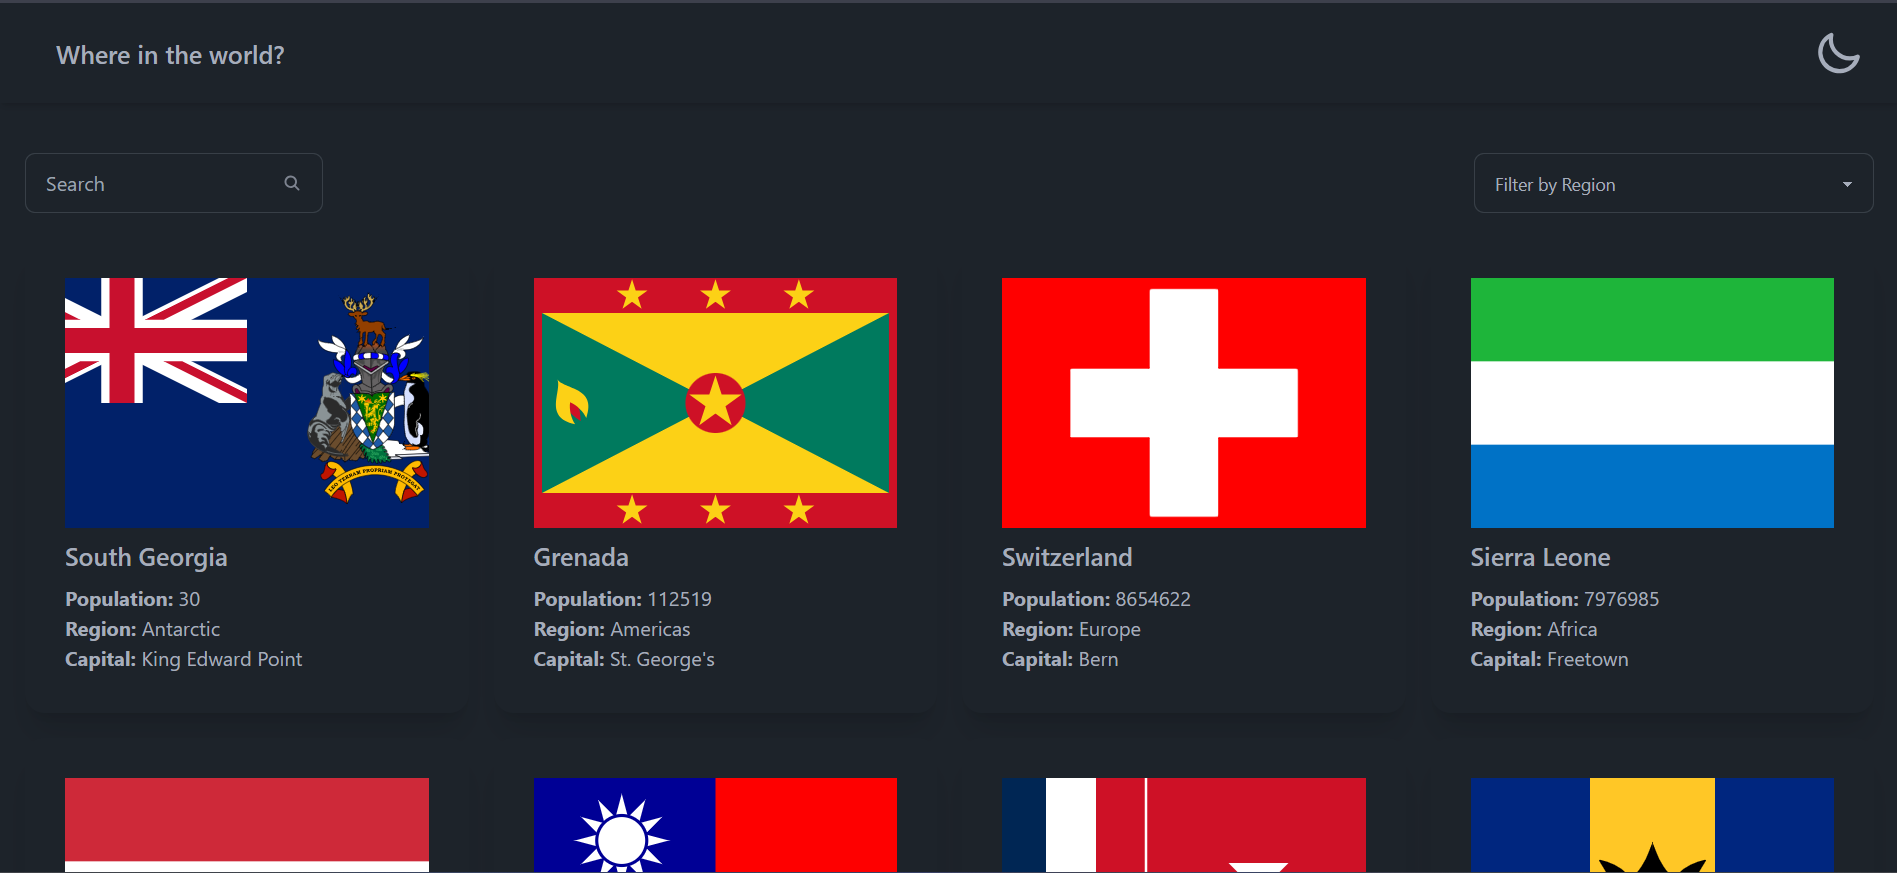 Where in the world?
Search
Filter by Region
LEO TERRAM PROPRIAM PROTEGAT
South Georgia
Population: 30
Region: Antarctic
Capital: King Edward Point
Grenada
Population: 112519
Region: Americas
Capital: St. George's
Switzerland
Population: 8654622
Region: Europe
Capital: Bern
Sierra Leone
Population: 7976985
Region: Africa
Capital: Freetown